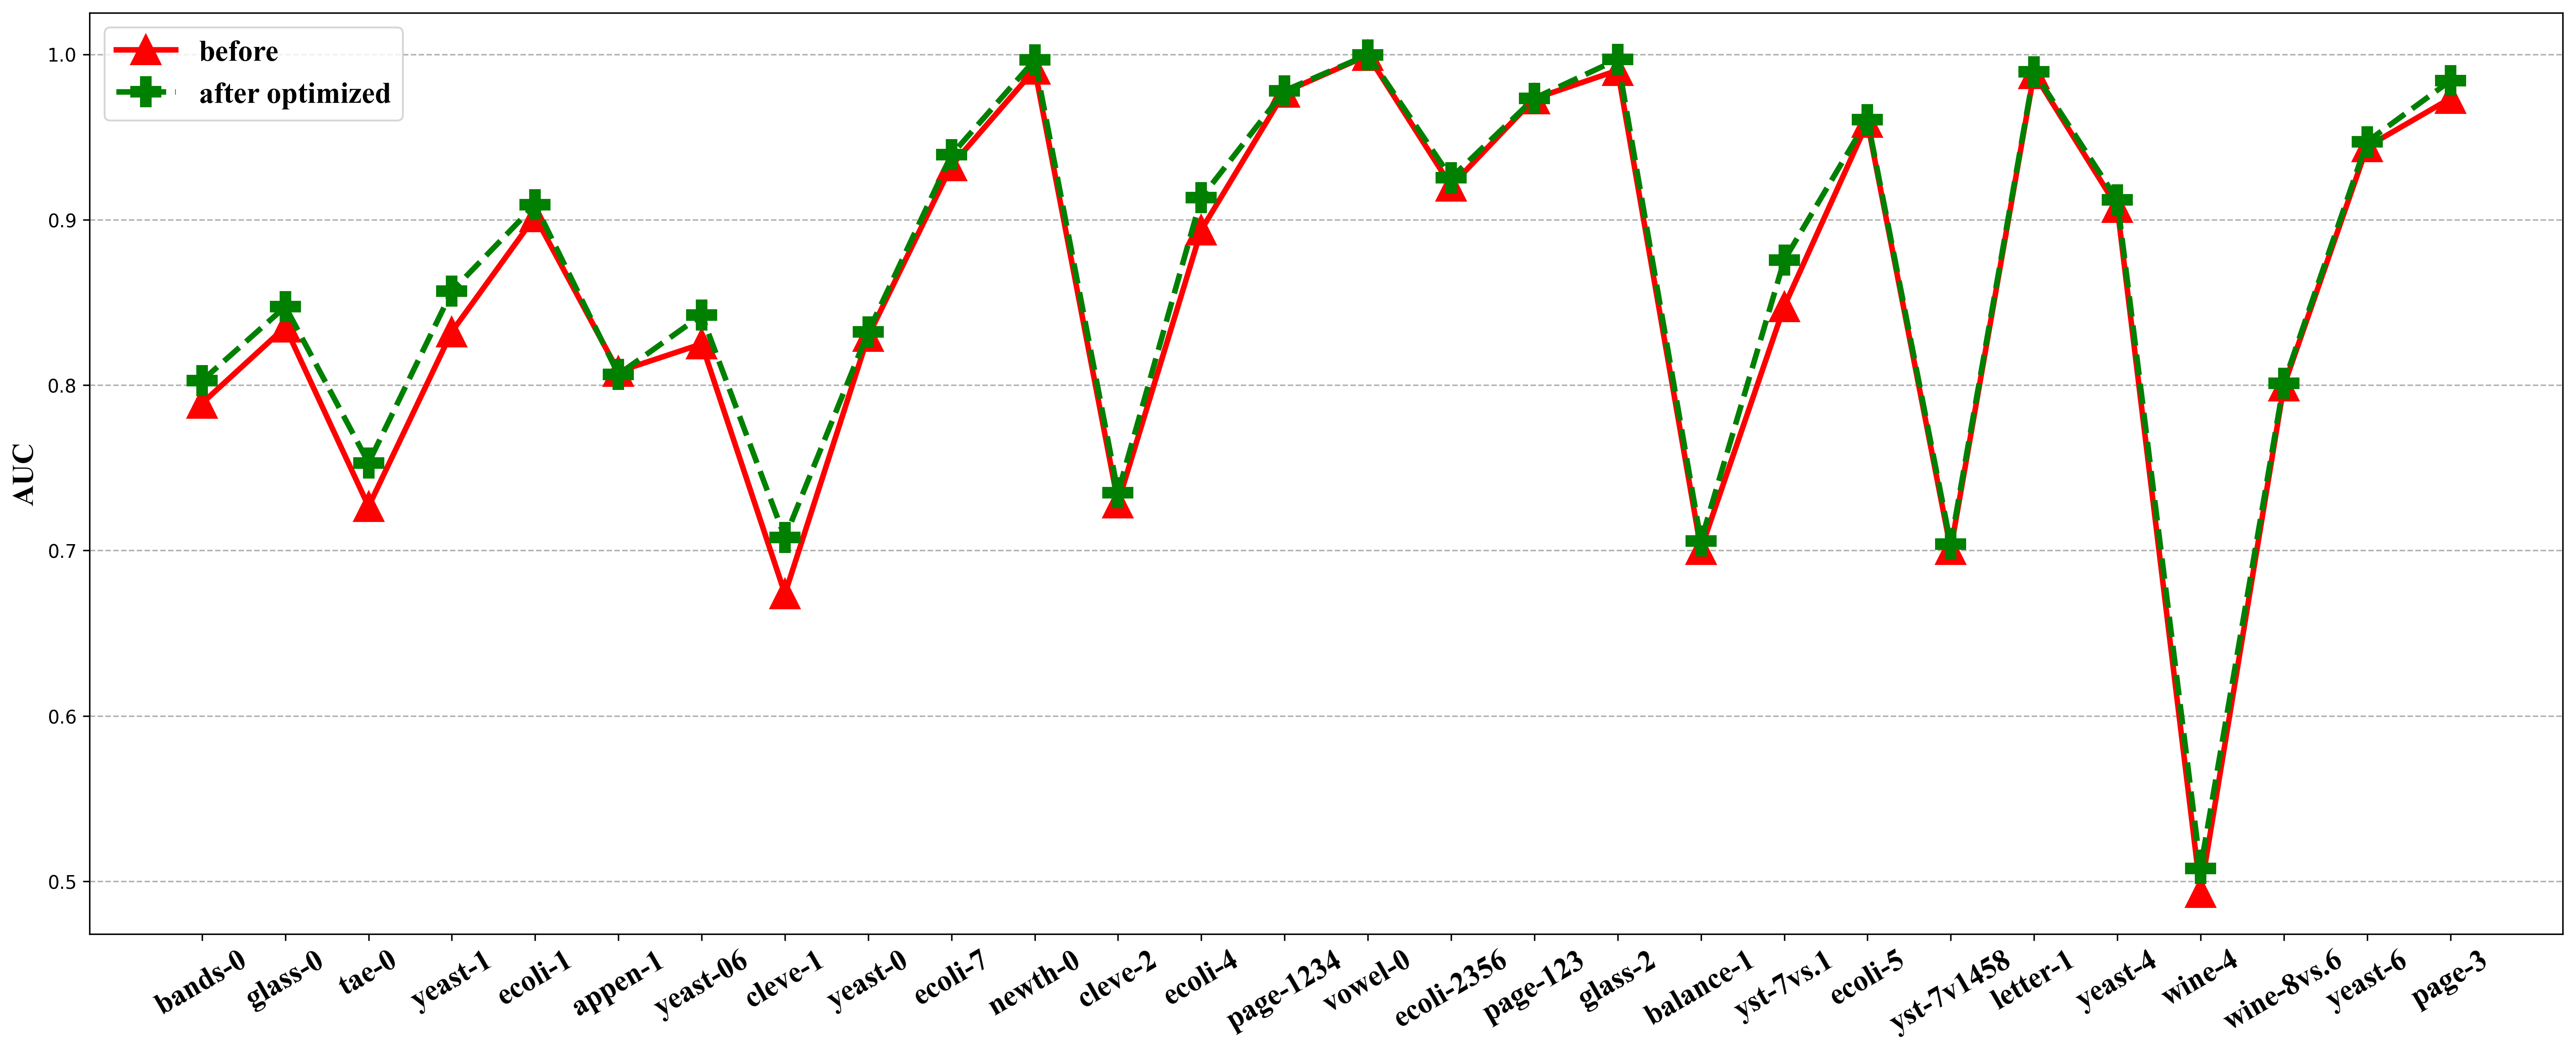 before
after optimized
AUC
1.0
0.9
0.8
0.7
0.6
0.5
bands-0
glass-0
tae-0
yeast-1
ecoli-1
appen-1
yeast-06
cleve-1
yeast-0
ecoli-7
newth-0
cleve-2
ecoli-4
page-1234
vowel-0
ecoli-2356
page-123
glass-2
balance-1
yst-7vs.1
ecoli-5
yst-7v1458
letter-1
yeast-4
wine-4
wine-8vs.6
yeast-6
page-3